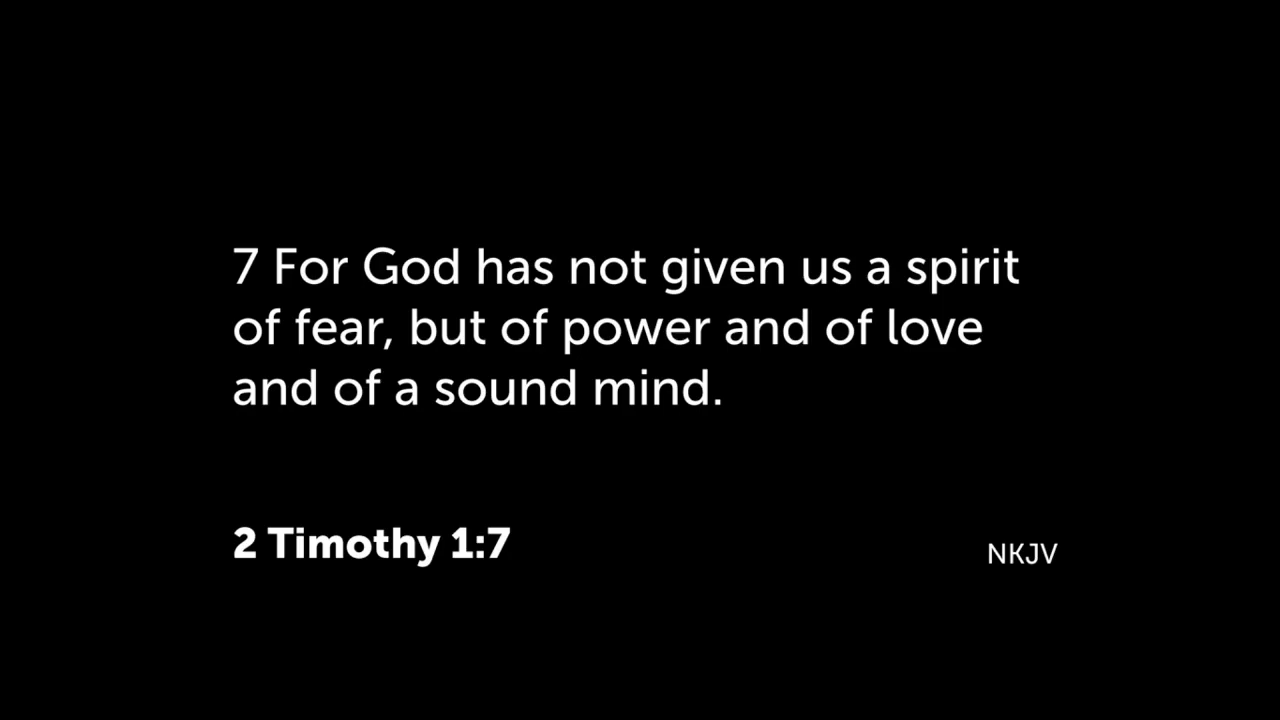 7 For God has not given us a spirit
of fear, but of power and of love
and of a sound mind.
2 Timothy 1:7
NKJV